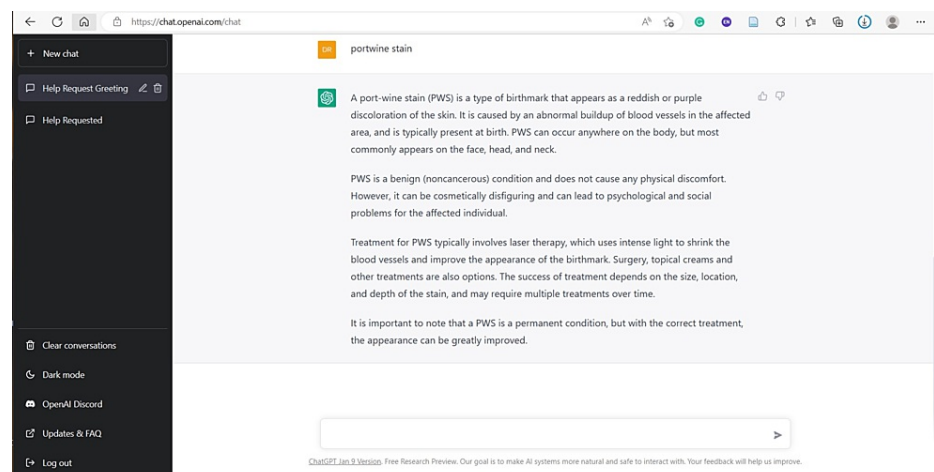 https://chat.openai.com/chat
New chat
Help Request Greeting
Help Requested
Clear conversations
Dark mode
OpenAI Discord
Updates & FAQ
Log out
DR
portwine stain
A port-wine stain (PWS) is a type of birthmark that appears as a reddish or purple
discoloration of the skin. It is caused by an abnormal buildup of blood vessels in the affected
area, and is typically present at birth. PWS can occur anywhere on the body, but most
commonly appears on the face, head, and neck.
PWS is a benign (noncancerous) condition and does not cause any physical discomfort.
However, it can be cosmetically disfiguring and can lead to psychological and social
problems for the affected individual.
Treatment for PWS typically involves laser therapy, which uses intense light to shrink the
blood vessels and improve the appearance of the birthmark. Surgery, topical creams and
other treatments are also options. The success of treatment depends on the size, location,
and depth of the stain, and may require multiple treatments over time.
It is important to note that a PWS is a permanent condition, but with the correct treatment,
the appearance can be greatly improved.
ChatGPT Jan 9 Version. Free Research Preview. Our goal is to make AI systems more natural and safe to interact with. Your feedback will help us improve.